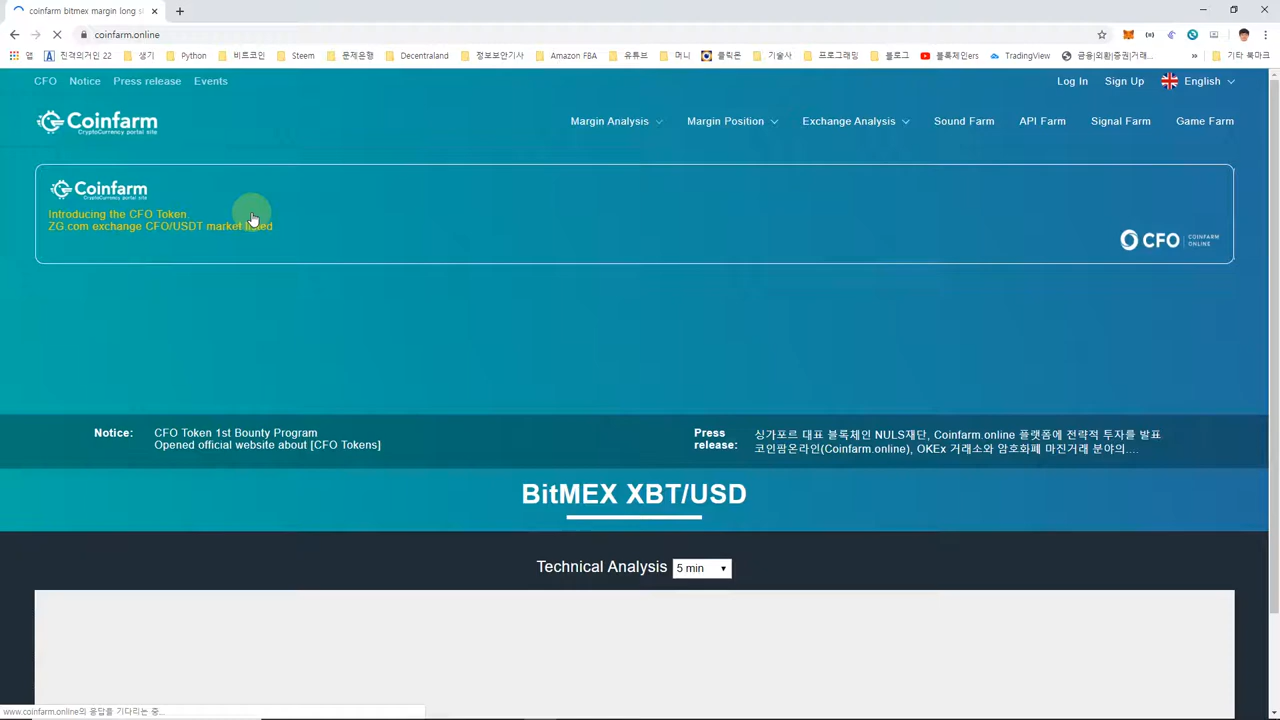 coinfarm bitmex margin long s
coinfarm.online
앱
진격의거인 22
생기
Python
비트코인
Steem
문제은행
Decentraland
정보보안기사
Amazon FBA
유튜브
머니
클릭몬
기술사
프로그래밍
블로그
블록체인ers
TradingView
금융|외환|증권|거래...
»
기타 북마크
CFO Notice Press release Events
Log In Sign Up English
Coinfarm
CryptoCurrency portal site
Margin Analysis Margin Position Exchange Analysis Sound Farm API Farm Signal Farm Game Farm
Coinfarm
CryptoCurrency portal site
Introducing the CFO Token
ZG.com exchange CFO/USDT market listed
CFO COINFARM
ONLINE
Notice:
CFO Token 1st Bounty Program
Opened official website about [CFO Tokens]
Press
release:
싱가포르 대표 블록체인 NULS재단, Coinfarm.online 플랫폼에 전략적 투자를 발표
코인팜온라인(Coinfarm.online), OKEx 거래소와 암호화폐 마진거래 분야의....
BitMEX XBT/USD
Technical Analysis 5 min
www.coinfarm.online의 응답을 기다리는 중...